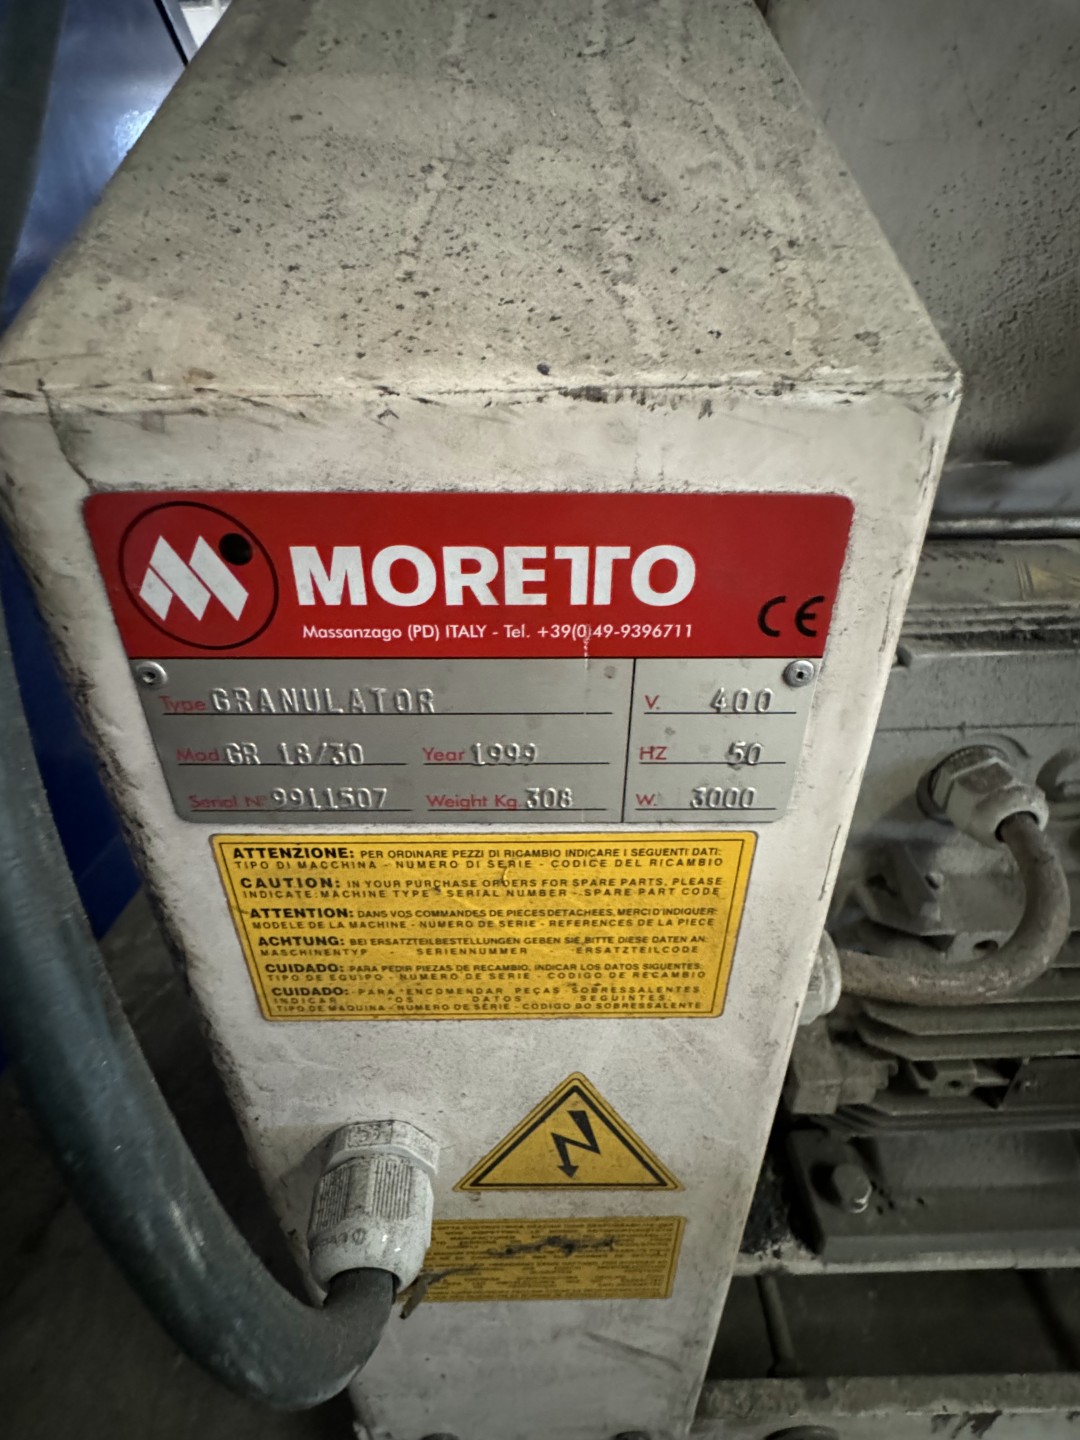 MORETTO
Massanzago (PD) ITALY - Tel. +39(0)49-9396711
CE
Type GRANULATOR
V. 400
Mod. GR 18/30 Year 1999
HZ 50
Serial N° 9911507 Weight Kg. 308
W. 3000
ATTENZIONE: PER ORDINARE PEZZI DI RICAMBIO INDICARE I SEGUENTI DATI:
TIPO DI MACCHINA - NUMERO DI SERIE - CODICE DEL RICAMBIO
CAUTION: IN YOUR PURCHASE ORDERS FOR SPARE PARTS, PLEASE
INDICATE: MACHINE TYPE - SERIAL NUMBER - SPARE PART CODE
ATTENTION: DANS VOS COMMANDES DE PIECES DETACHEES, MERCI D'INDIQUER:
MODELE DE LA MACHINE - NUMERO DE SERIE - REFERENCES DE LA PIECE
ACHTUNG: BEI ERSATZTEILBESTELLUNGEN GEBEN SIE BITTE DIESE DATEN AN:
MASCHINENTYP - SERIENNUMMER - ERSATZTEILCODE
CUIDADO: PARA PEDIR PIEZAS DE RECAMBIO, INDICAR LOS DATOS SIGUENTES:
TIPO DE EQUIPO - NUMERO DE SERIE - CODIGO DE RECAMBIO
CUIDADO: PARA ENCOMENDAR PEÇAS SOBRESSALENTES
INDICAR OS DATOS SEGUINTES,
TIPO DE MAQUINA - NUMERO DE SÉRIE - CODIGO DO SOBRESSALENTE